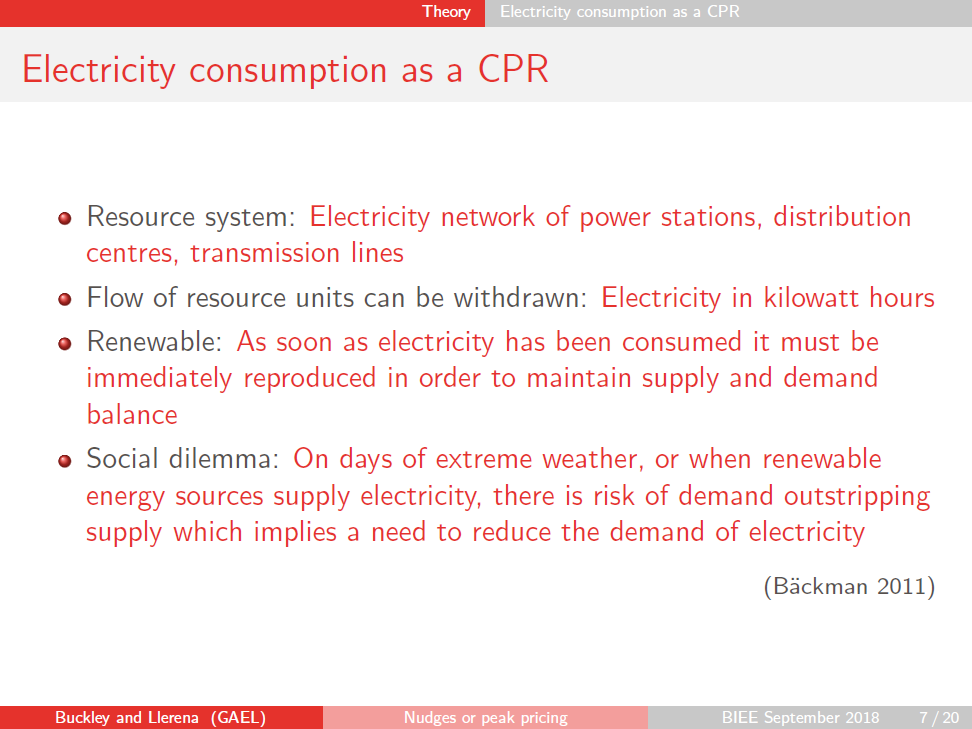 Theory Electricity consumption as a CPR
Electricity consumption as a CPR
Resource system: Electricity network of power stations, distribution
centres, transmission lines
Flow of resource units can be withdrawn: Electricity in kilowatt hours
Renewable: As soon as electricity has been consumed it must be
immediately reproduced in order to maintain supply and demand
balance
Social dilemma: On days of extreme weather, or when renewable
energy sources supply electricity, there is risk of demand outstripping
supply which implies a need to reduce the demand of electricity
(Bäckman 2011)
Buckley and Llerena (GAEL) Nudges or peak pricing BIEE September 2018 7 / 20